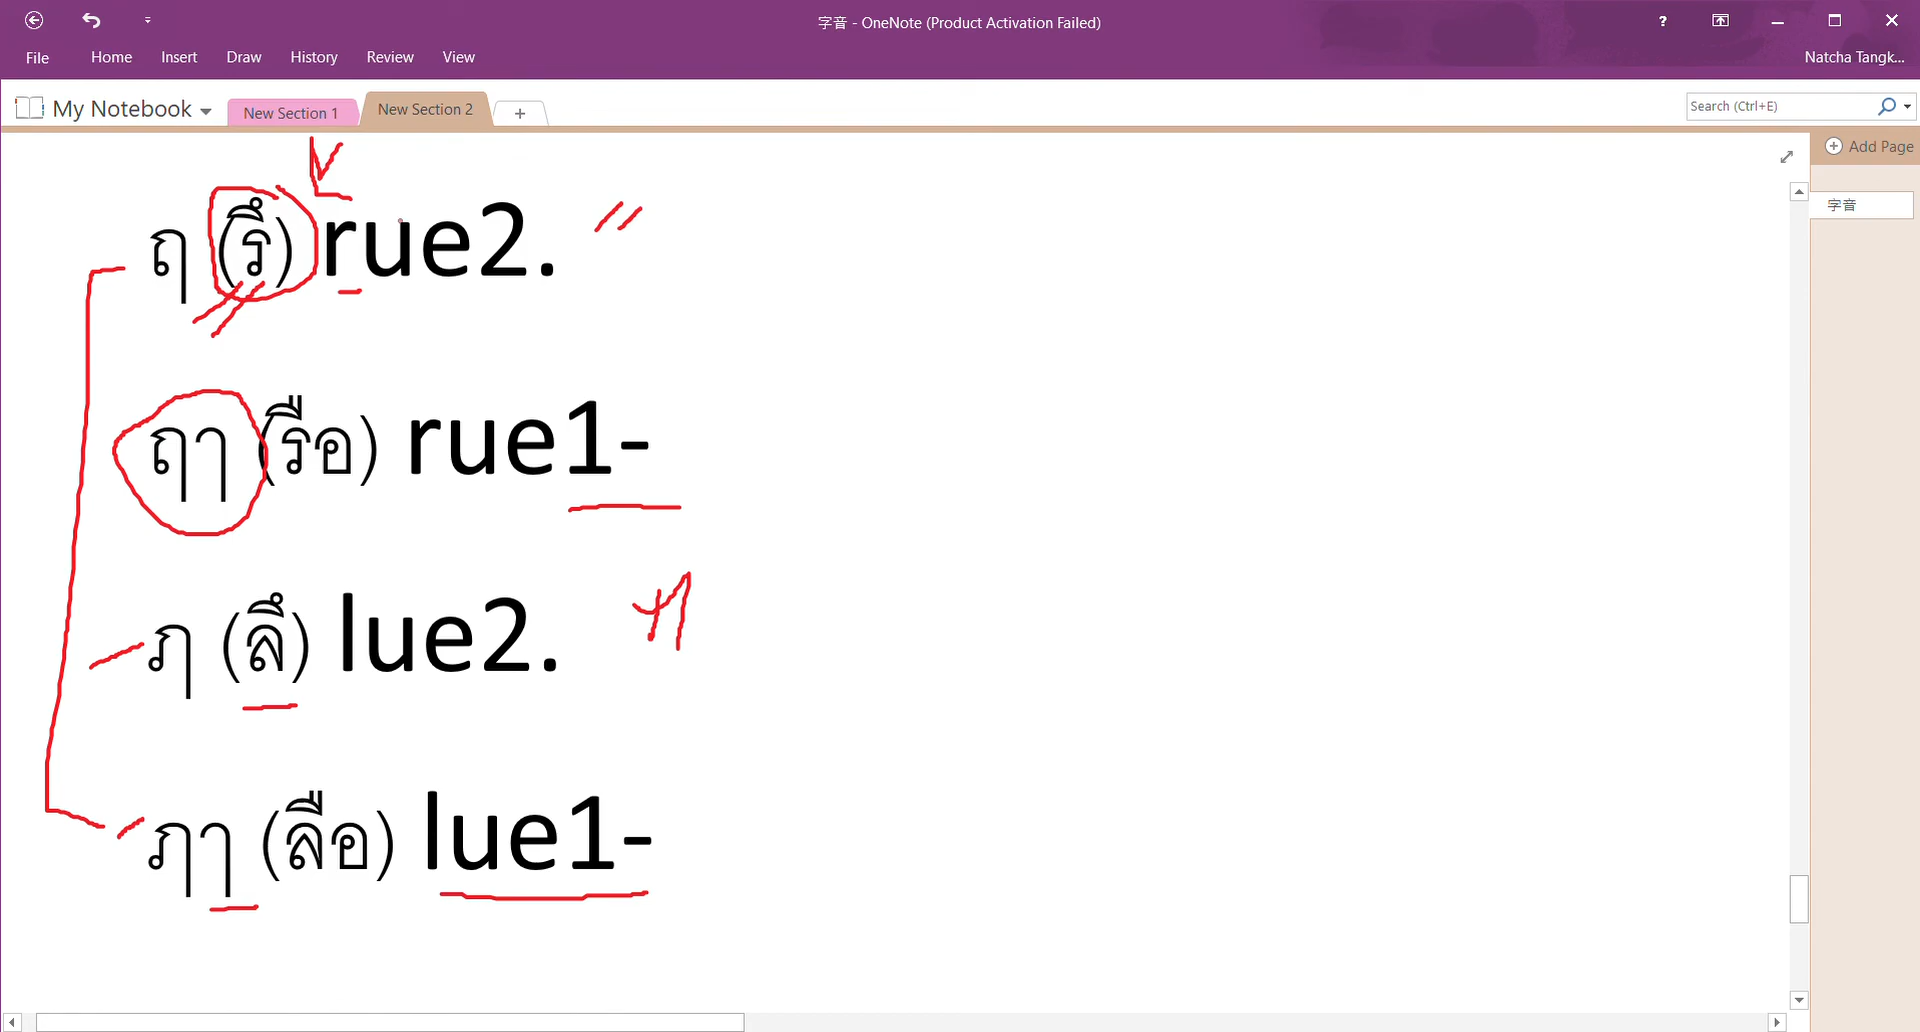 字音 - OneNote (Product Activation Failed)
?
File Home Insert Draw History Review View
Natcha Tangk...
My Notebook New Section 1 New Section 2 +
Search (Ctrl+E)
Add Page
字音
ฤ (รึ) rue2.
ฤๅ (รือ) rue1-
ฦ (ลึ) lue2.
ฦๅ (ลือ) lue1-